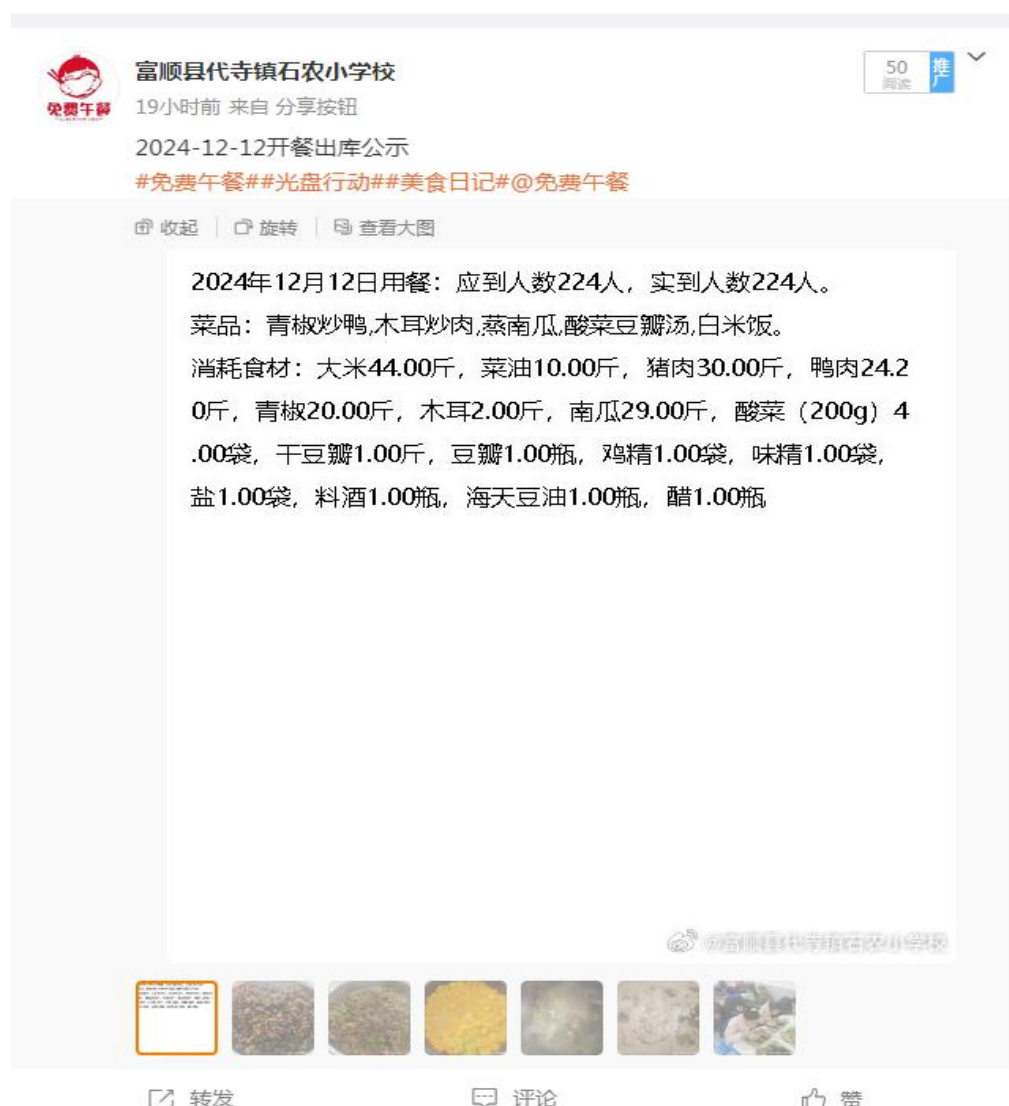 富顺县代寺镇石农小学校
50
阅读
推广
免费午餐
19小时前 来自 分享按钮
2024-12-12开餐出库公示
#免费午餐##光盘行动##美食日记#@免费午餐
收起
旋转
查看大图
2024年12月12日用餐：应到人数224人，实到人数224人。
菜品：青椒炒鸭,木耳炒肉,蒸南瓜,酸菜豆瓣汤,白米饭。
消耗食材：大米44.00斤，菜油10.00斤，猪肉30.00斤，鸭肉24.2
0斤，青椒20.00斤，木耳2.00斤，南瓜29.00斤，酸菜（200g）4
.00袋，干豆瓣1.00斤，豆瓣1.00瓶，鸡精1.00袋，味精1.00袋，
盐1.00袋，料酒1.00瓶，海天豆油1.00瓶，醋1.00瓶
@富顺县代寺镇石农小学校
转发
评论
赞